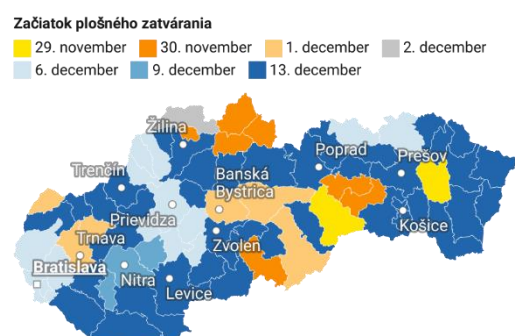 Začiatok plošného zatvárania
29. november 30. november 1. december 2. december
6. december 9. december 13. december
Žilina
Poprad
Prešov
Trenčín
Banská
Bystrica
Prievidza
Košice
Trnava
Zvolen
Bratislava
Nitra
Levice